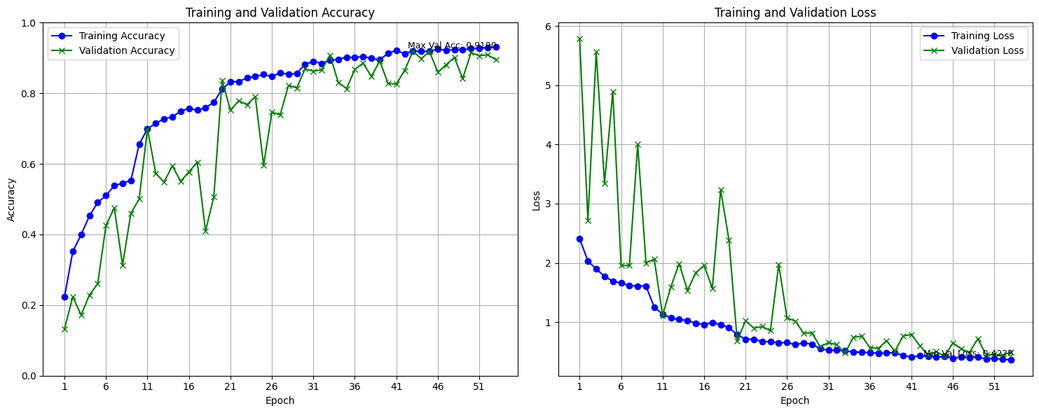 Training and Validation Accuracy
Training Accuracy
Validation Accuracy
Max Val Acc:
1.0
0.8
0.6
0.4
0.2
0.0
Accuracy
1 6 11 16 21 26 31 36 41 46 51
Epoch
Training and Validation Loss
Training Loss
Validation Loss
6
5
4
3
2
1
Loss
1 6 11 16 21 26 31 36 41 46 51
Epoch